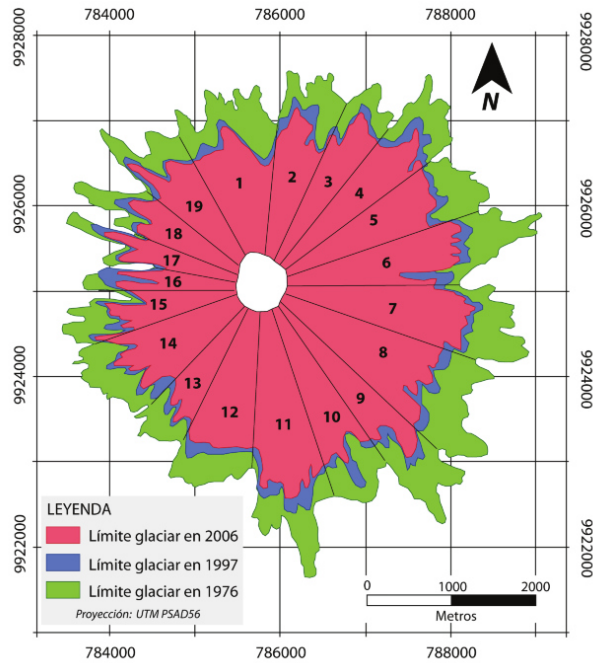 784000 786000 788000
9928000 9928000
N
1 2 3
4
19
5
9926000 9926000
18
17 6
16
15 7
14 8
9924000 9924000
13
9
12 10
11
LEYENDA
Límite glaciar en 2006
Límite glaciar en 1997
Límite glaciar en 1976
Proyección: UTM PSAD56
9922000 9922000
0 1000 2000
Metros
784000 786000 788000